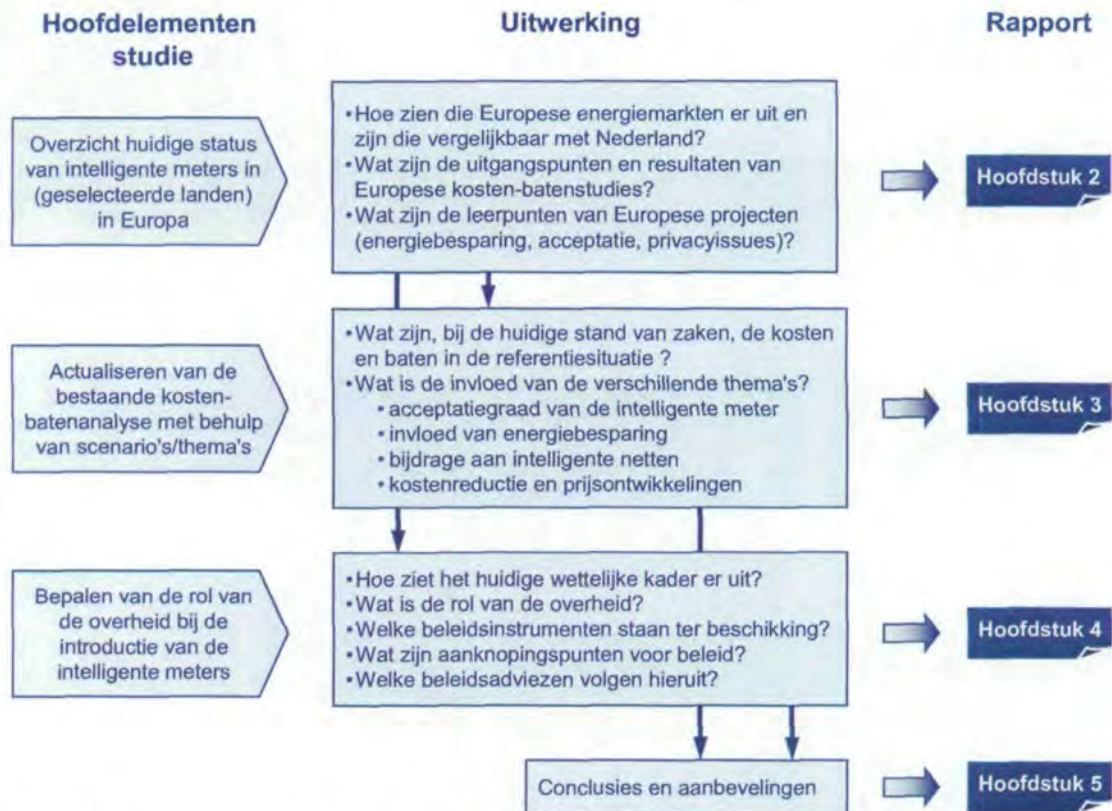 Hoofdelementen
studie
Uitwerking
Rapport
Overzicht huidige status
van intelligente meters in
(geselecteerde landen)
in Europa
•Hoe zien die Europese energiemarkten er uit en
zijn die vergelijkbaar met Nederland?
•Wat zijn de uitgangspunten en resultaten van
Europese kosten-batenstudies?
•Wat zijn de leerpunten van Europese projecten
(energiebesparing, acceptatie, privacyissues)?
Hoofdstuk 2
Actualiseren van de
bestaande kosten-
batenanalyse met behulp
van scenario's/thema's
•Wat zijn, bij de huidige stand van zaken, de kosten
en baten in de referentiesituatie ?
•Wat is de invloed van de verschillende thema's?
•acceptatiegraad van de intelligente meter
•invloed van energiebesparing
•bijdrage aan intelligente netten
•kostenreductie en prijsontwikkelingen
Hoofdstuk 3
Bepalen van de rol van
de overheid bij de
introductie van de
intelligente meters
•Hoe ziet het huidige wettelijke kader er uit?
•Wat is de rol van de overheid?
•Welke beleidsinstrumenten staan ter beschikking?
•Wat zijn aanknopingspunten voor beleid?
•Welke beleidsadviezen volgen hieruit?
Hoofdstuk 4
Conclusies en aanbevelingen
Hoofdstuk 5